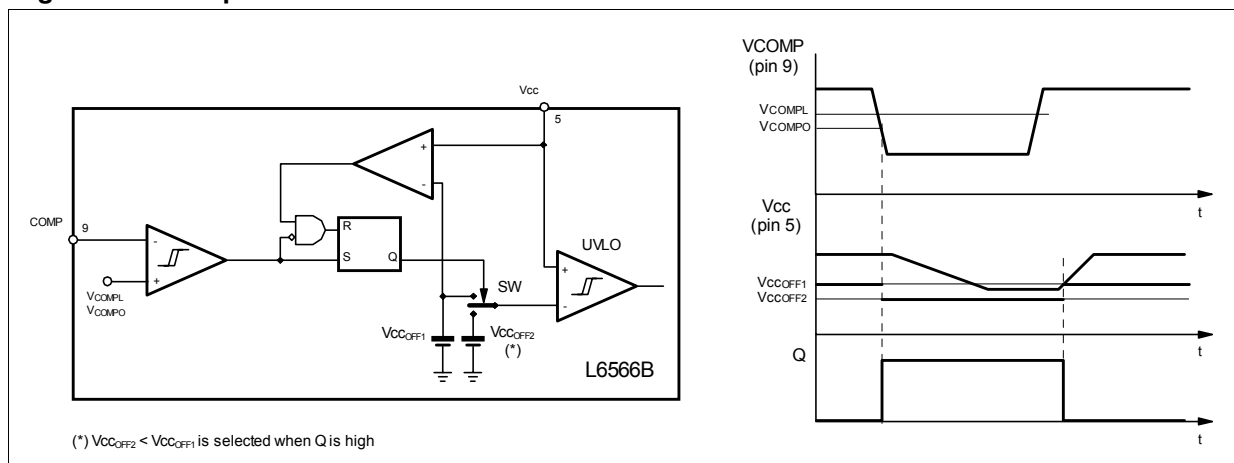 Vcc
5
COMP
9
+
-
-
+
VCOMPL
VCOMPO
R
S
Q
SW
UVLO
+
-
VccOFF1
VccOFF2
(*)
L6566B
(*) VccOFF2 < VccOFF1 is selected when Q is high
VCOMP
(pin 9)
VCOMPL
VCOMPO
t
Vcc
(pin 5)
VccOFF1
VccOFF2
t
Q
t